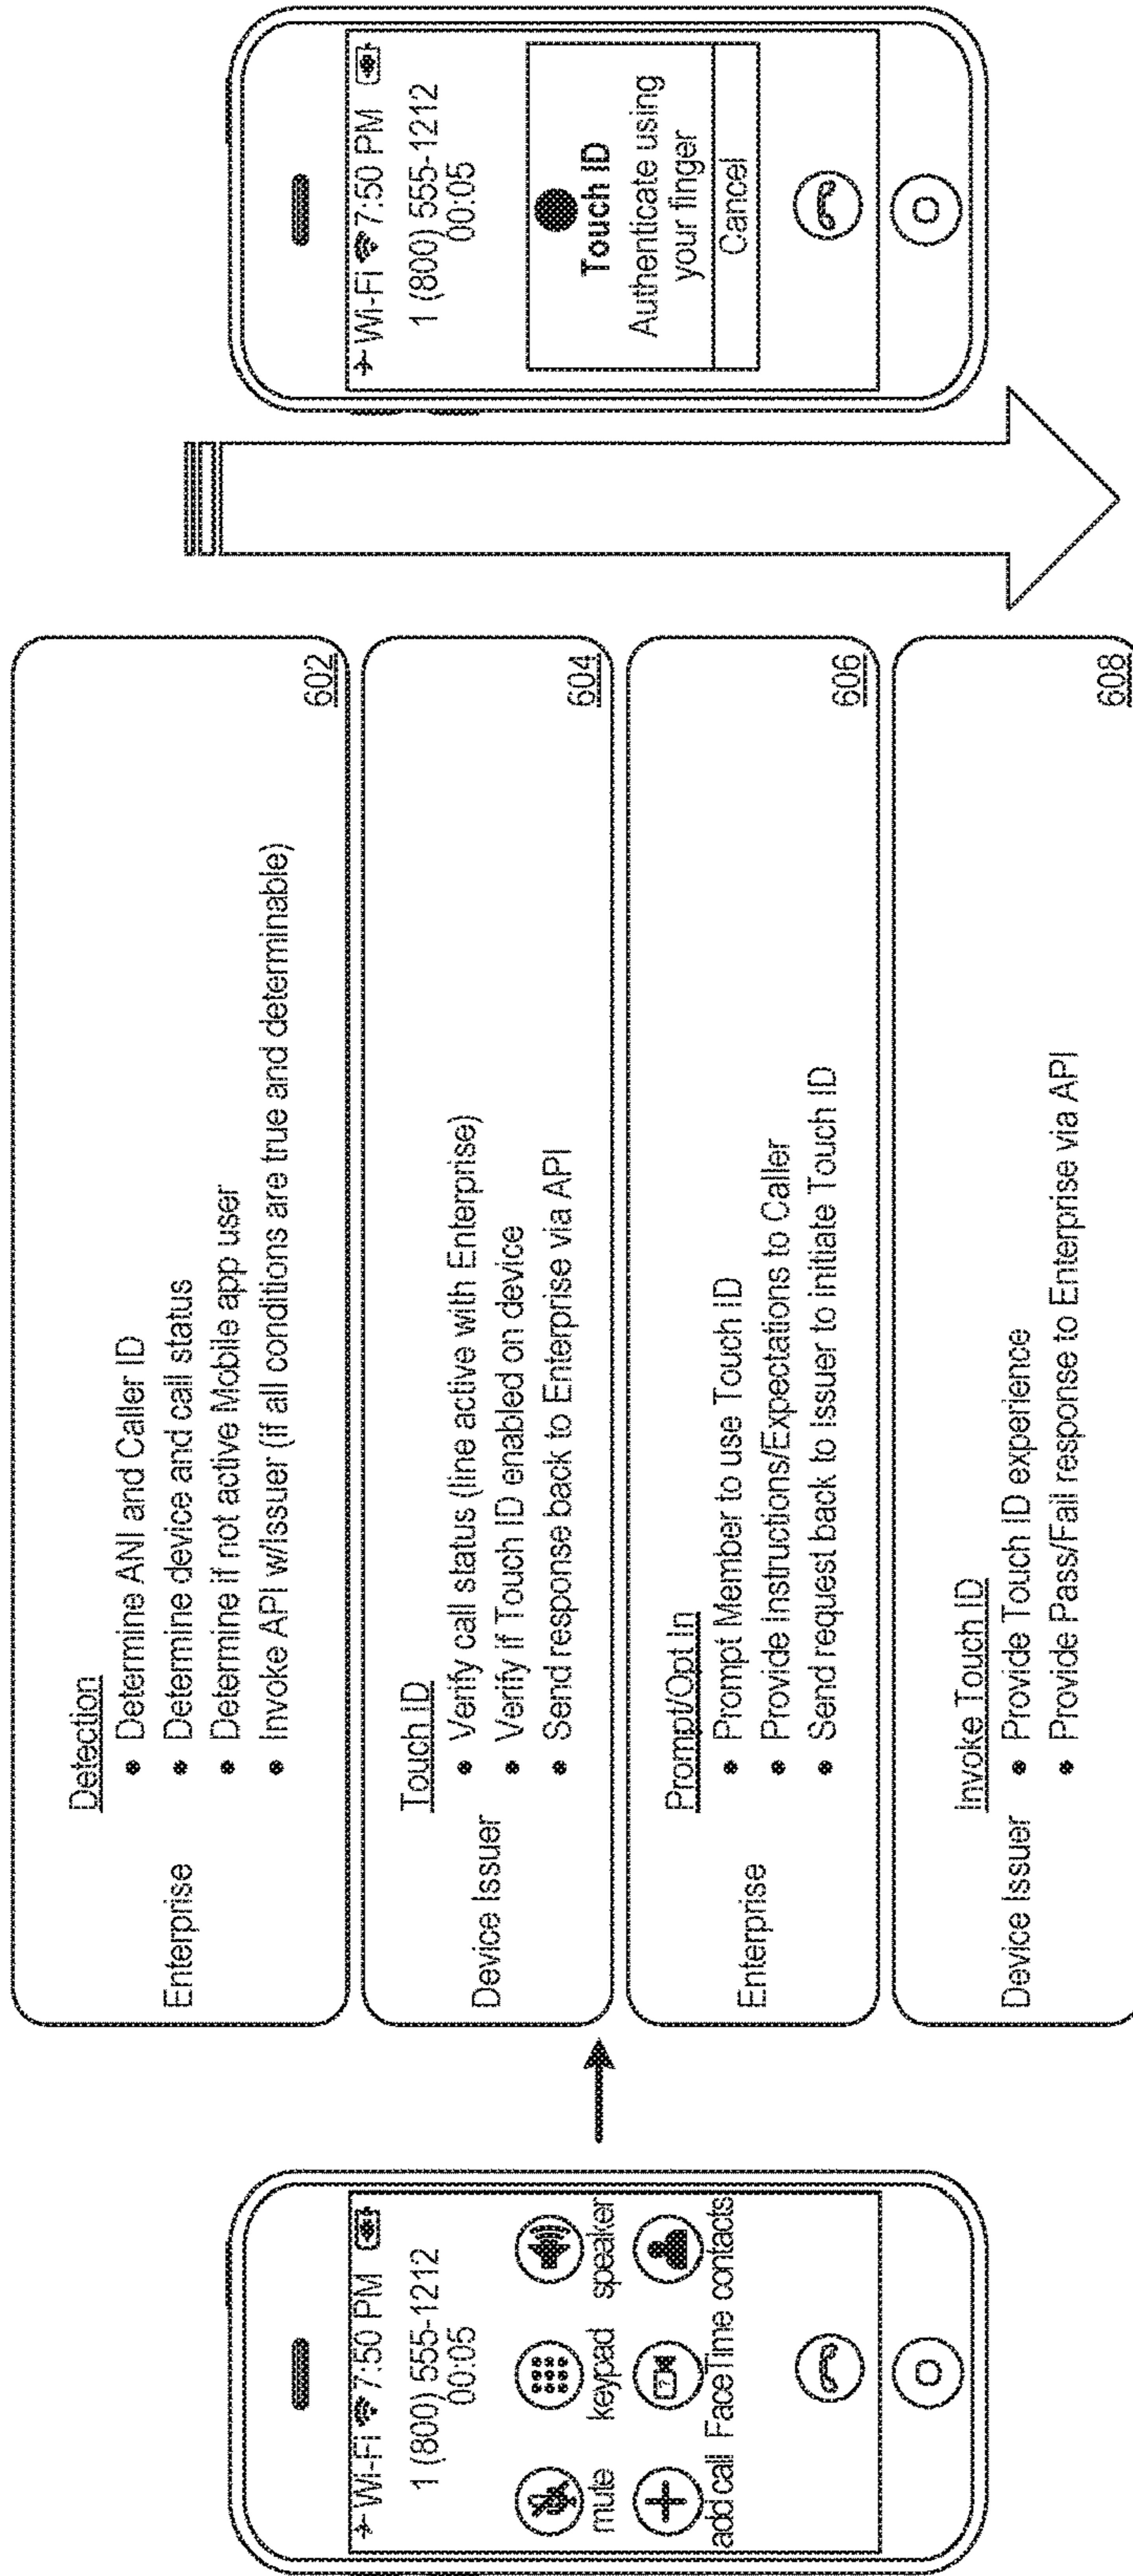 Wi-Fi 7:50 PM
1 (800) 555-1212
00:05
mute keypad speaker
add call FaceTime contacts
Enterprise
Detection
• Determine ANI and Caller ID
• Determine device and call status
• Determine if not active Mobile app user
• Invoke API w/Issuer (if all conditions are true and determinable)
602
Device Issuer
Touch ID
• Verify call status (line active with Enterprise)
• Verify if Touch ID enabled on device
• Send response back to Enterprise via API
604
Enterprise
Prompt/Opt In
• Prompt Member to use Touch ID
• Provide Instructions/Expectations to Caller
• Send request back to Issuer to initiate Touch ID
606
Device Issuer
Invoke Touch ID
• Provide Touch ID experience
• Provide Pass/Fail response to Enterprise via API
608
Wi-Fi 7:50 PM
1 (800) 555-1212
00:05
Touch ID
Authenticate using
your finger
Cancel